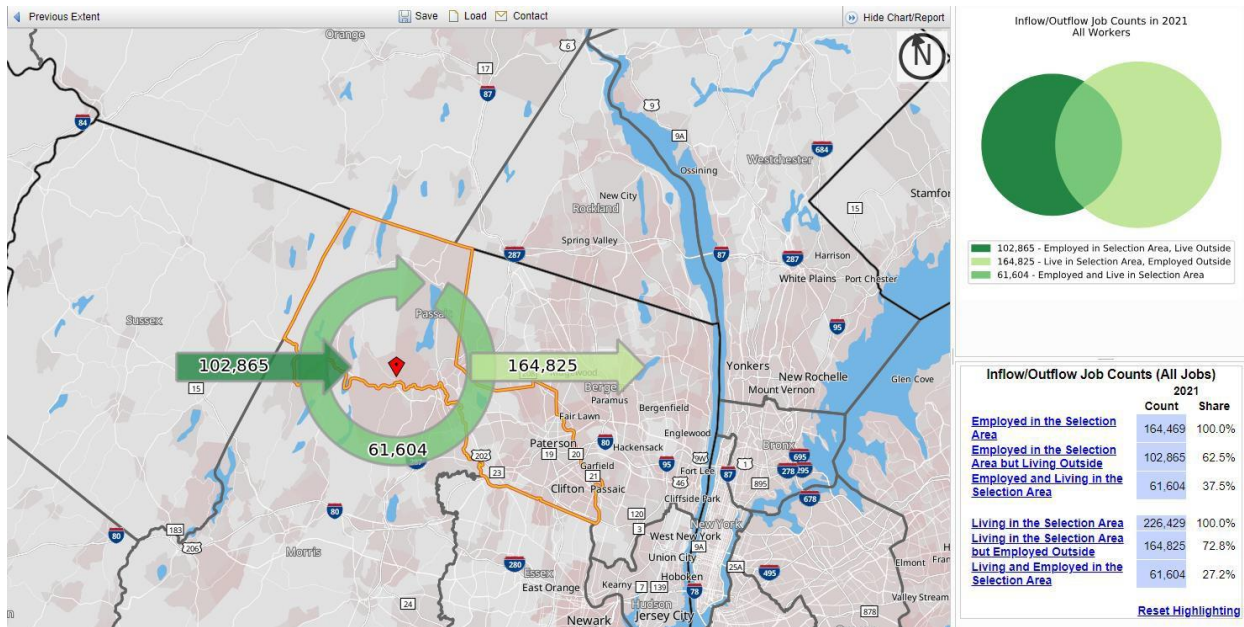 Previous Extent
Save
Load
Contact
Hide Chart/Report
N
Orange
6
17
87
84
9
9A
684
Westchester
Ossining
Stamfor
15
New City
Rockland
Spring Valley
287
87
287
Harrison
White Plains
Port Chester
Sussex
Passaic
95
102,865
164,825
15
Yonkers
New Rochelle
Glen Cove
Mount Vernon
Berge
Paramus
Bergenfield
Fair Lawn
61,604
Paterson
80
Hackensack
Englewood
Bronx
202
19
20
9W
1
695
95
Fort Lee
87
278
295
23
Garfield
21
46
895
Clifton
Passaic
Cliffside Park
678
80
80
183
206
120
3
New York
West New York
9A
Morris
Union City
25A
280
Essex
Hoboken
495
Elmont
East Orange
Kearny
7
139
78
Valley Stream
24
Hudson
Newark
Jersey City
878
Inflow/Outflow Job Counts in 2021
All Workers
102,865 - Employed in Selection Area, Live Outside
164,825 - Live in Selection Area, Employed Outside
61,604 - Employed and Live in Selection Area
Inflow/Outflow Job Counts (All Jobs)
2021
Count Share
Employed in the Selection
Area 164,469 100.0%
Employed in the Selection
Area but Living Outside 102,865 62.5%
Employed and Living in the
Selection Area 61,604 37.5%
Living in the Selection Area 226,429 100.0%
Living in the Selection Area
but Employed Outside 164,825 72.8%
Living and Employed in the
Selection Area 61,604 27.2%
Reset Highlighting